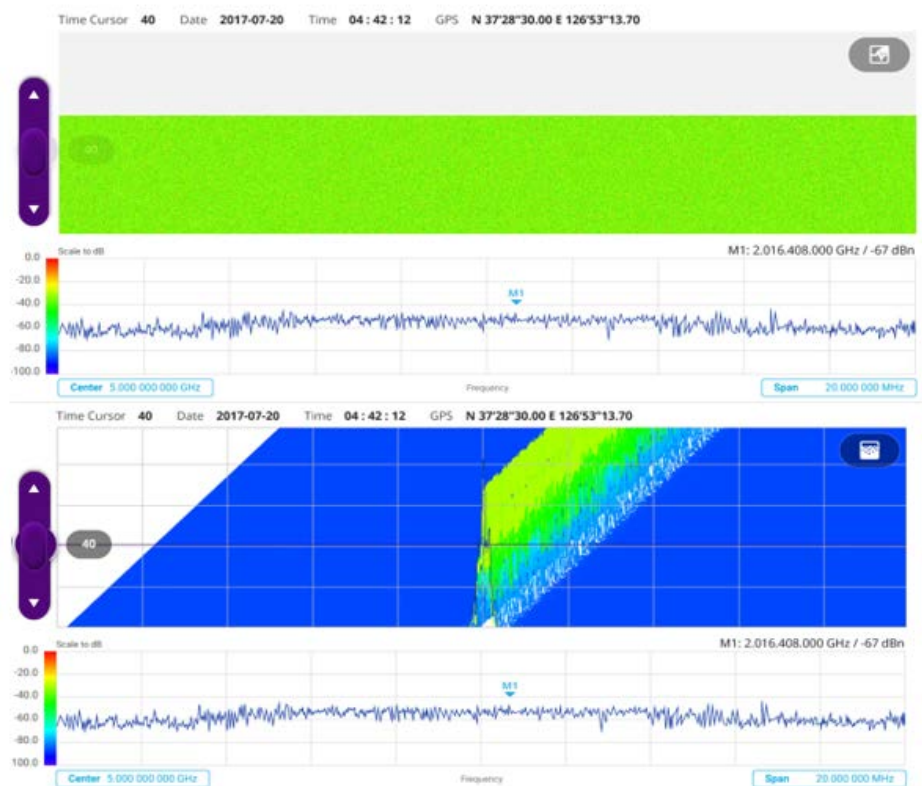 Time Cursor 40 Date 2017-07-20 Time 04 : 42 : 12 GPS N 37'28"30.00 E 126'53"13.70
40
Scale to dB
M1: 2.016.408.000 GHz / -67 dBn
0.0
-20.0
-40.0
-60.0
-80.0
-100.0
M1
Center 5.000 000 000 GHz
Frequency
Span 20.000 000 MHz
Time Cursor 40 Date 2017-07-20 Time 04 : 42 : 12 GPS N 37'28"30.00 E 126'53"13.70
40
Scale to dB
M1: 2.016.408.000 GHz / -67 dBn
0.0
-20.0
-40.0
-60.0
-80.0
100.0
M1
Center 5.000 000 000 GHz
Frequency
Span 20.000 000 MHz